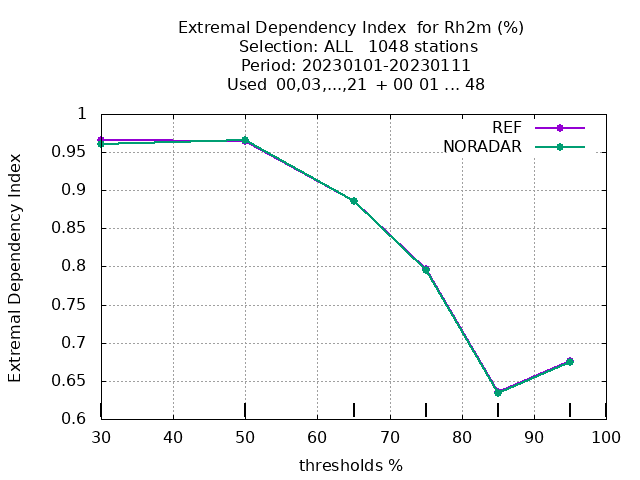 Extremal Dependency Index  for Rh2m (%)
Selection: ALL   1048 stations
Period: 20230101-20230111
Used  00,03,...,21  + 00 01 ... 48
REF
NORADAR
Extremal Dependency Index
1
0.95
0.9
0.85
0.8
0.75
0.7
0.65
0.6
30 40 50 60 70 80 90 100
thresholds %